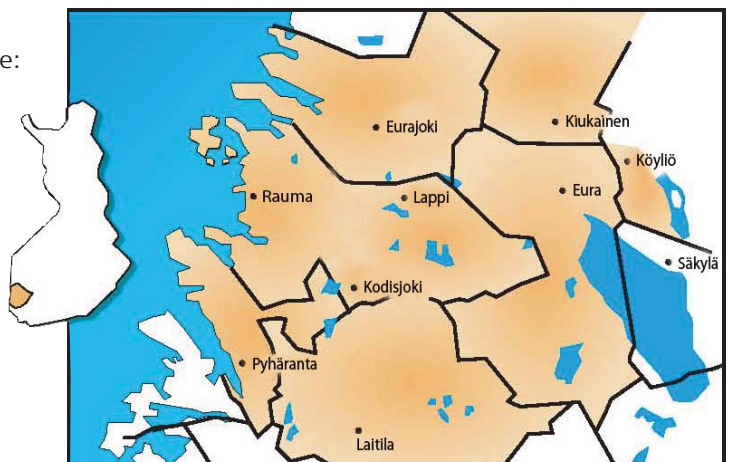 e:
Eurajoki
Kiukainen
Köyliö
Rauma
Lappi
Eura
Säkylä
Kodisjoki
Pyhäranta
Laitila